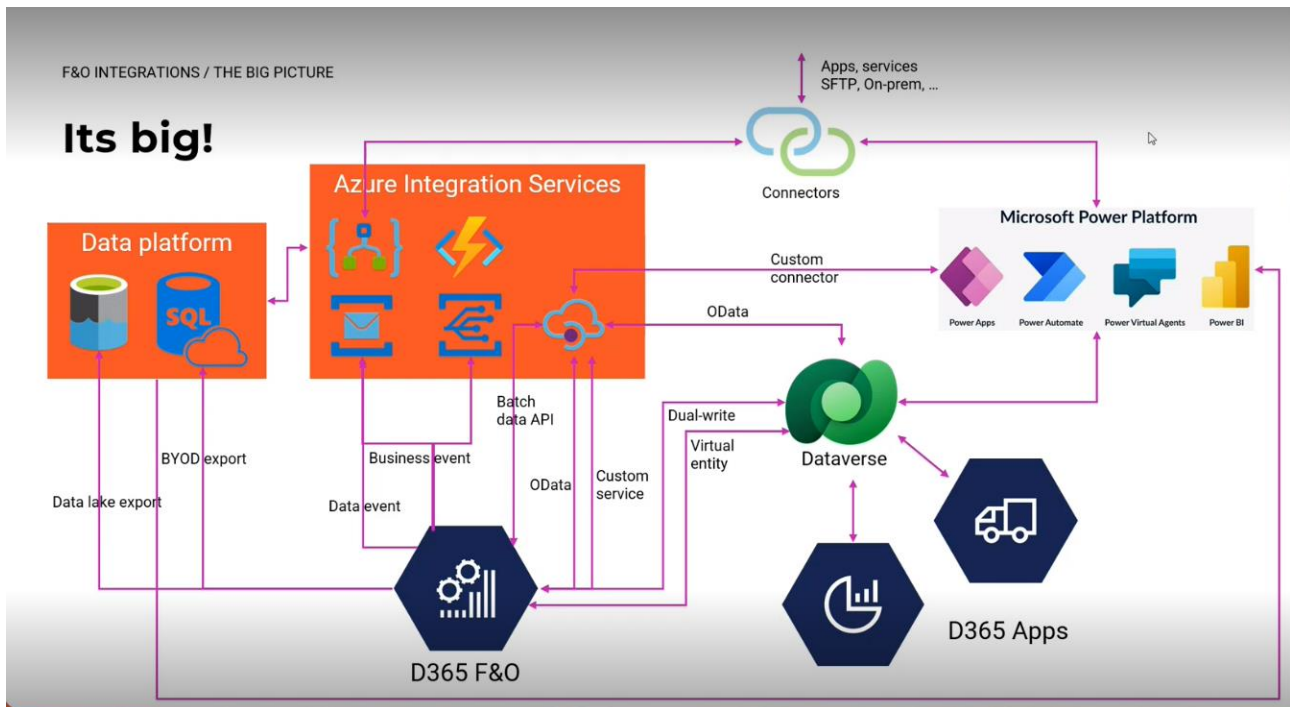 F&O INTEGRATIONS / THE BIG PICTURE
Its big!
Apps, services
SFTP, On-prem, ...
Connectors
Azure Integration Services
Data platform
SQL
Microsoft Power Platform
Power Apps
Power Automate
Power Virtual Agents
Power BI
Custom
connector
OData
Batch
data API
Dual-write
Virtual
entity
Dataverse
BYOD export
Business event
OData
Custom
service
Data lake export
Data event
D365 F&O
D365 Apps